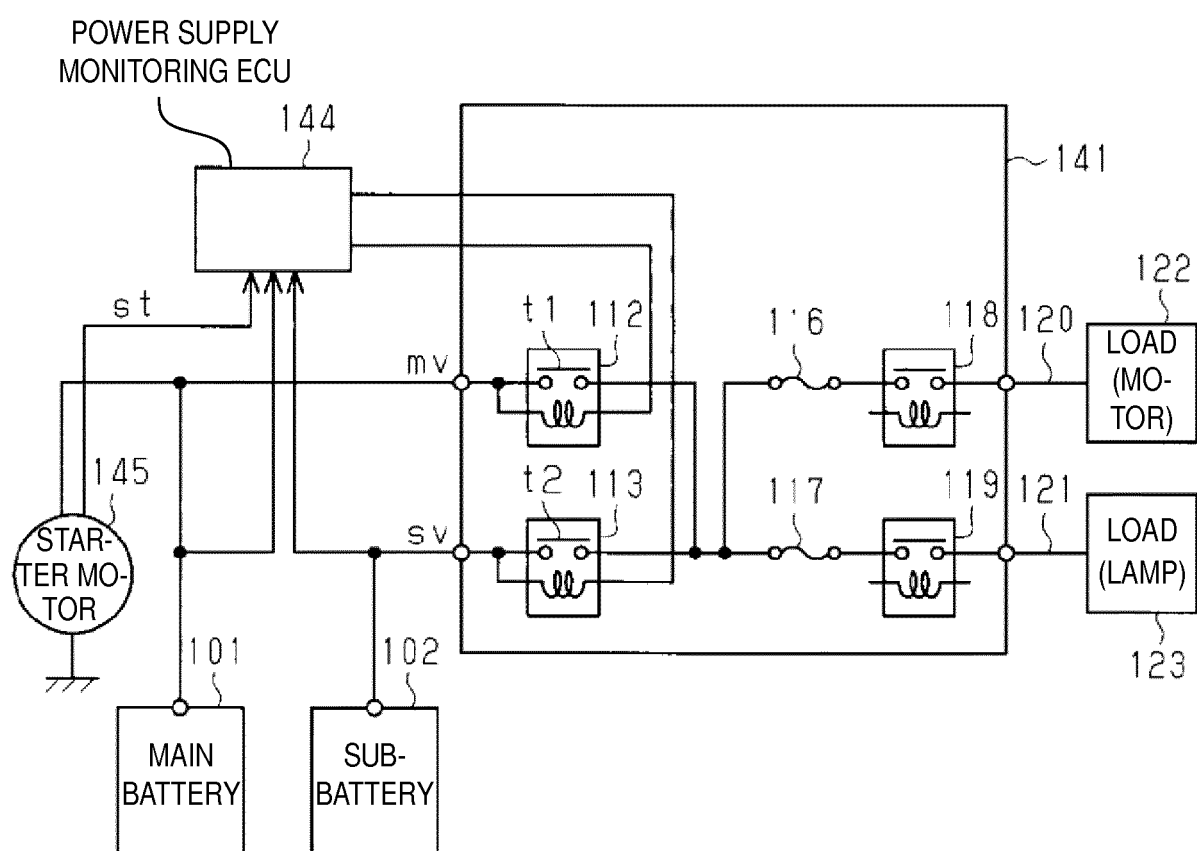 POWER SUPPLY
MONITORING ECU
144
141
st
t1
112
116
118
120
122
mv
LOAD
(MO-
TOR)
145
t2
113
117
119
121
sv
STAR-
TER MO-
TOR
LOAD
(LAMP)
123
101
102
MAIN
BATTERY
SUB-
BATTERY